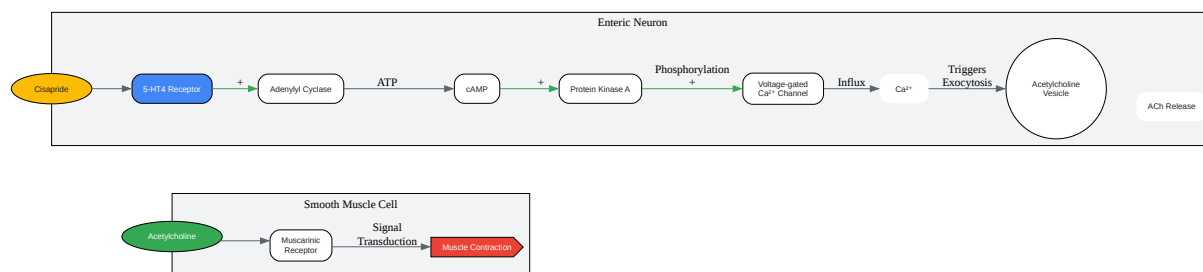 Enteric Neuron
Cisapride
5-HT4 Receptor
+
Adenylyl Cyclase
ATP
cAMP
+
Protein Kinase A
Phosphorylation
+
Voltage-gated
Ca²⁺ Channel
Influx
Ca²⁺
Triggers
Exocytosis
Acetylcholine
Vesicle
ACh Release
Smooth Muscle Cell
Acetylcholine
Muscarinic
Receptor
Signal
Transduction
Muscle Contraction